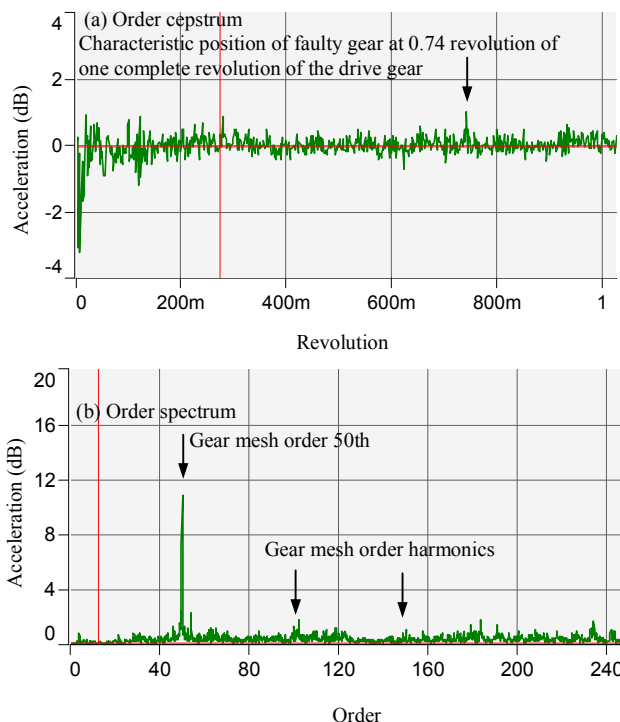 (a) Order cepstrum
Characteristic position of faulty gear at 0.74 revolution of
one complete revolution of the drive gear
Acceleration (dB)
4
2
0
-2
-4
0 200m 400m 600m 800m 1
Revolution
(b) Order spectrum
Gear mesh order 50th
Gear mesh order harmonics
Acceleration (dB)
20
16
12
8
4
0
0 40 80 120 160 200 240
Order